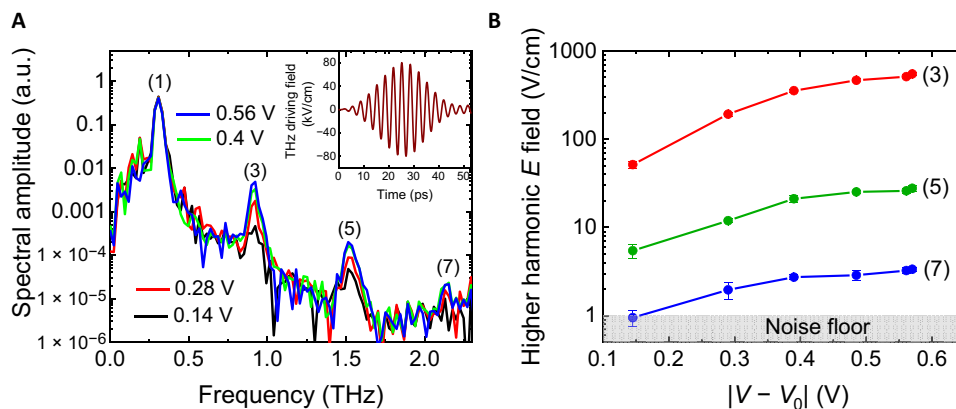 A
Spectral amplitude (a.u.)
1
0.1
0.01
0.001
1 × 10⁻⁴
1 × 10⁻⁵
1 × 10⁻⁶
(1)
(3)
(5)
(7)
0.56 V
0.4 V
0.28 V
0.14 V
THz driving field
(kV/cm)
80
40
0
−40
−80
0 10 20 30 40 50
Time (ps)
0.0 0.5 1.0 1.5 2.0
Frequency (THz)
B
Higher harmonic E field (V/cm)
1000
100
10
1
(3)
(5)
(7)
Noise floor
0.1 0.2 0.3 0.4 0.5 0.6
|V − V₀| (V)